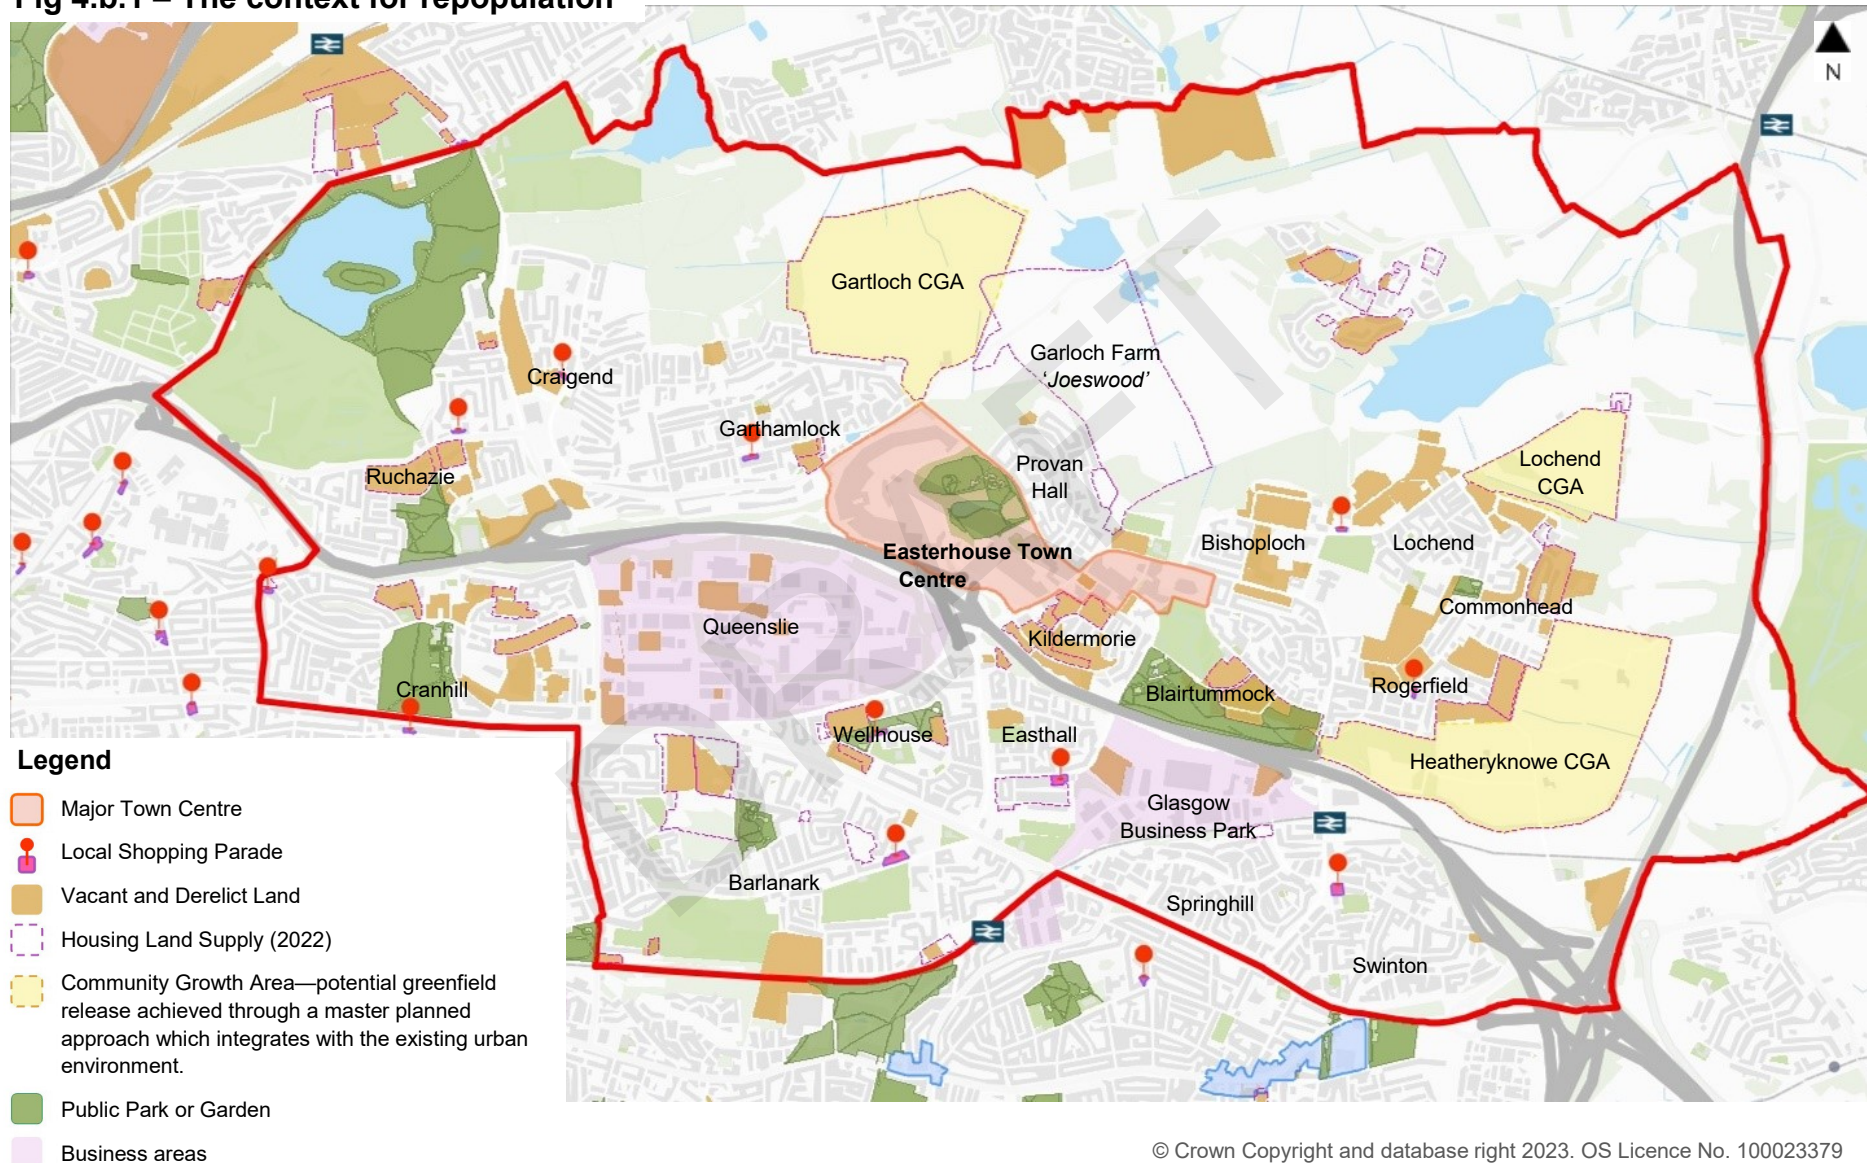 Fig 4.b.1 – The context for repopulation
N
Gartloch CGA
Garloch Farm
‘Joeswood’
Craigend
Garthamlock
Ruchazie
Provan
Hall
Lochend
CGA
Easterhouse Town
Centre
Bishoploch
Lochend
Commonhead
Queenslie
Kildermorie
Cranhill
Blairtummock
Rogerfield
Wellhouse
Easthall
Heatheryknowe CGA
Glasgow
Business Park
Barlanark
Springhill
Swinton
DRAFT
Legend
Major Town Centre
Local Shopping Parade
Vacant and Derelict Land
Housing Land Supply (2022)
Community Growth Area—potential greenfield
release achieved through a master planned
approach which integrates with the existing urban
environment.
Public Park or Garden
Business areas
© Crown Copyright and database right 2023. OS Licence No. 100023379